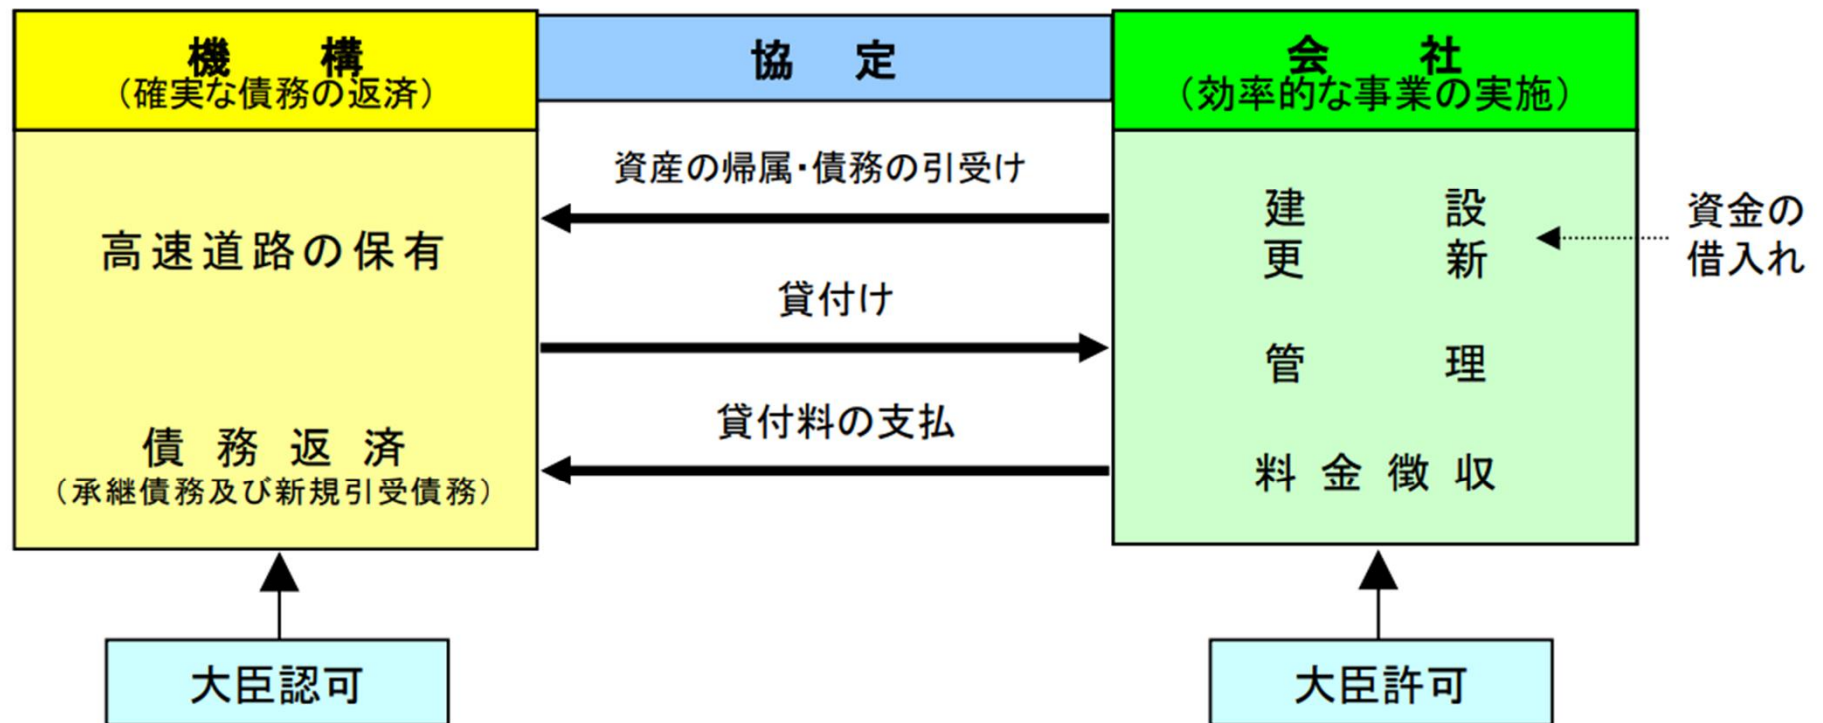 機 構
（確実な債務の返済）
協 定
会 社
（効率的な事業の実施）
資産の帰属・債務の引受け
高速道路の保有
貸付け
債務返済
（承継債務及び新規引受債務）
貸付料の支払
建 設
更 新
管 理
料金徴収
資金の
借入れ
大臣認可
大臣許可